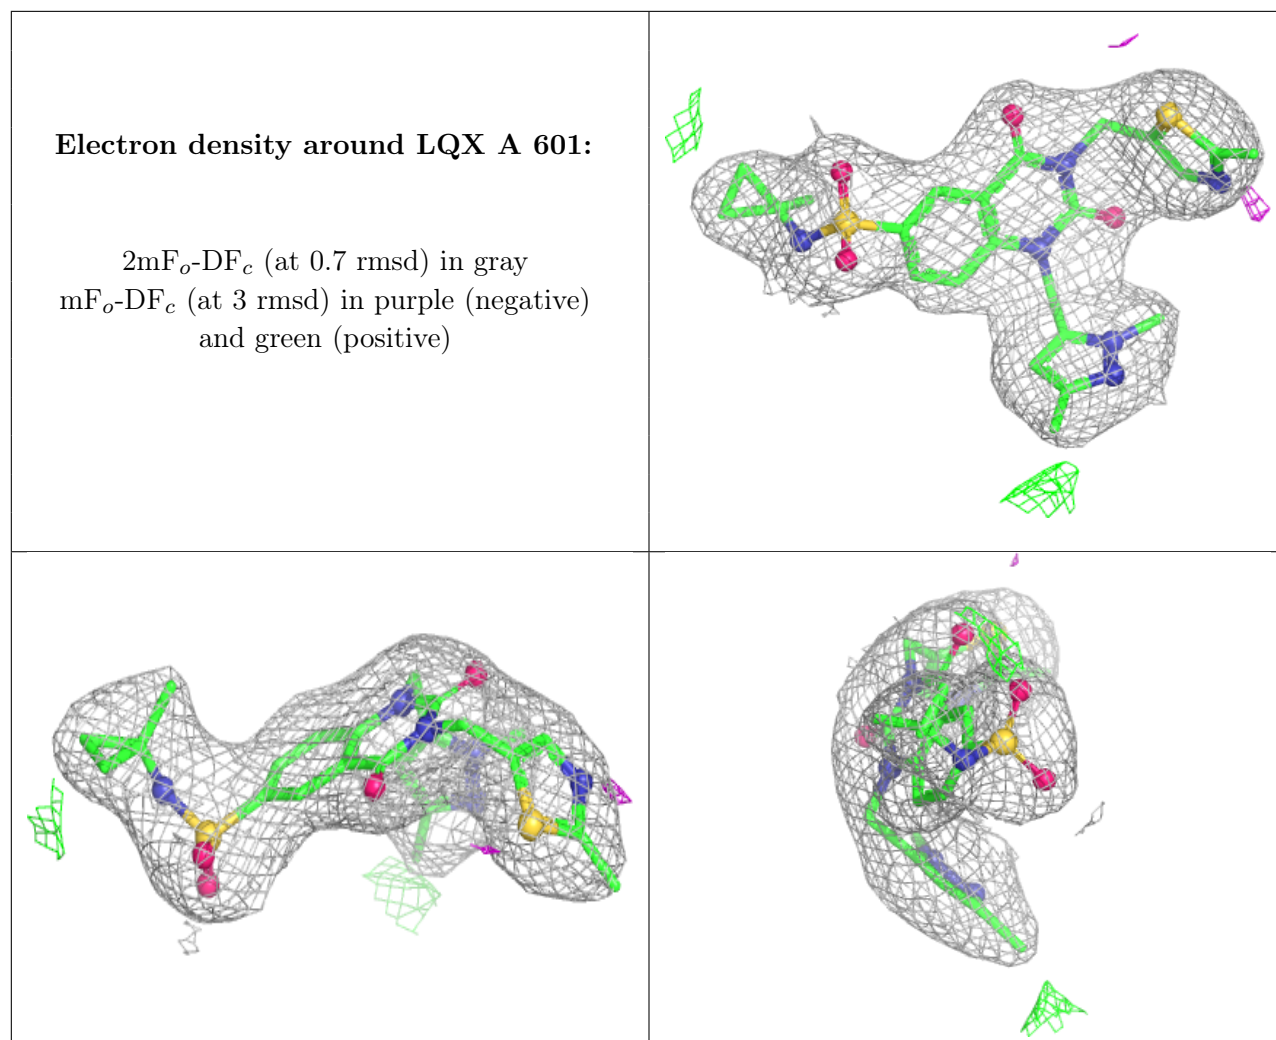 Electron density around LQX A 601:
2mFo-DFc (at 0.7 rmsd) in gray
mFo-DFc (at 3 rmsd) in purple (negative)
and green (positive)